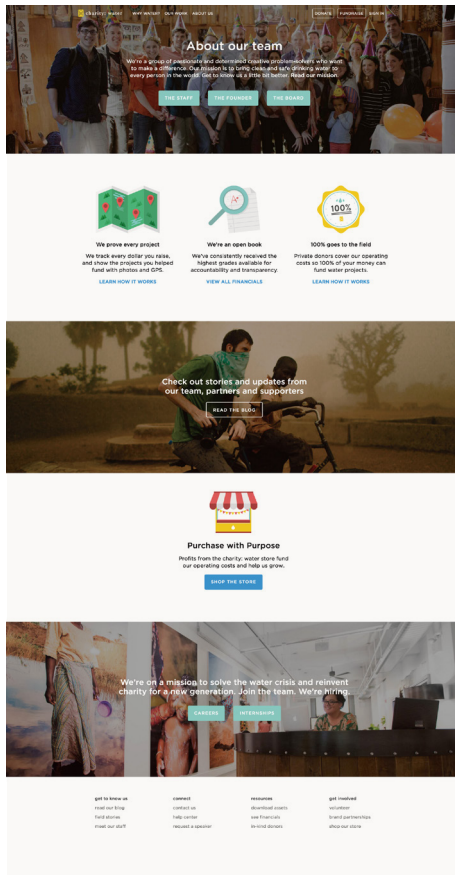 charity: water WHY WATER? OUR WORK ABOUT US DONATE FUNDRAISE SIGN IN
About our team
We're a group of passionate and determined creative problem-solvers who want
to make a difference. Our mission is to bring clean and safe drinking water to
every person in the world. Get to know us a little bit better. Read our mission.
THE STAFF THE FOUNDER THE BOARD
A+
100%
We prove every project
We track every dollar you raise,
and show the projects you helped
fund with photos and GPS.
LEARN HOW IT WORKS
We're an open book
We've consistently received the
highest grades available for
accountability and transparency.
VIEW ALL FINANCIALS
100% goes to the field
Private donors cover our operating
costs so 100% of your money can
fund water projects.
LEARN HOW IT WORKS
Check out stories and updates from
our team, partners and supporters
READ THE BLOG
Purchase with Purpose
Profits from the charity: water store fund
our operating costs and help us grow.
SHOP THE STORE
We're on a mission to solve the water crisis and reinvent
charity for a new generation. Join the team. We're hiring.
CAREERS INTERNSHIPS
get to know us
read our blog
field stories
meet our staff
connect
contact us
help center
request a speaker
resources
download assets
see financials
in-kind donors
get involved
volunteer
brand partnerships
shop our store